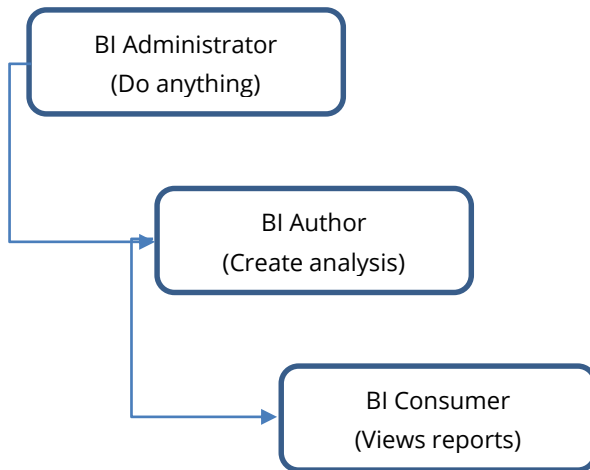 BI Administrator
(Do anything)
BI Author
(Create analysis)
BI Consumer
(Views reports)